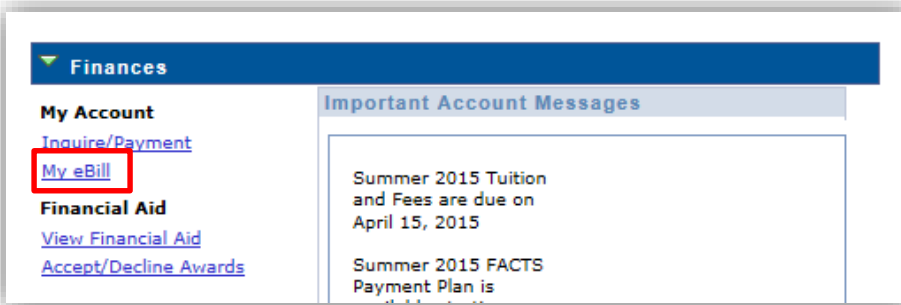 Finances
My Account
Inquire/Payment
My eBill
Financial Aid
View Financial Aid
Accept/Decline Awards
Important Account Messages
Summer 2015 Tuition
and Fees are due on
April 15, 2015
Summer 2015 FACTS
Payment Plan is